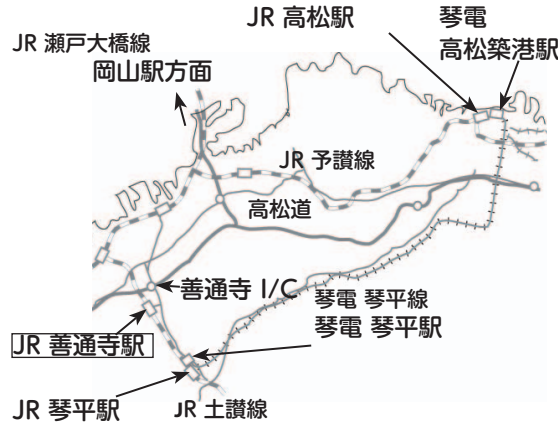 JR 高松駅
琴電
高松築港駅
JR 瀬戸大橋線
岡山駅方面
JR 予讃線
高松道
善通寺 I/C
琴電 琴平線
琴電 琴平駅
JR 善通寺駅
JR 琴平駅
JR 土讃線